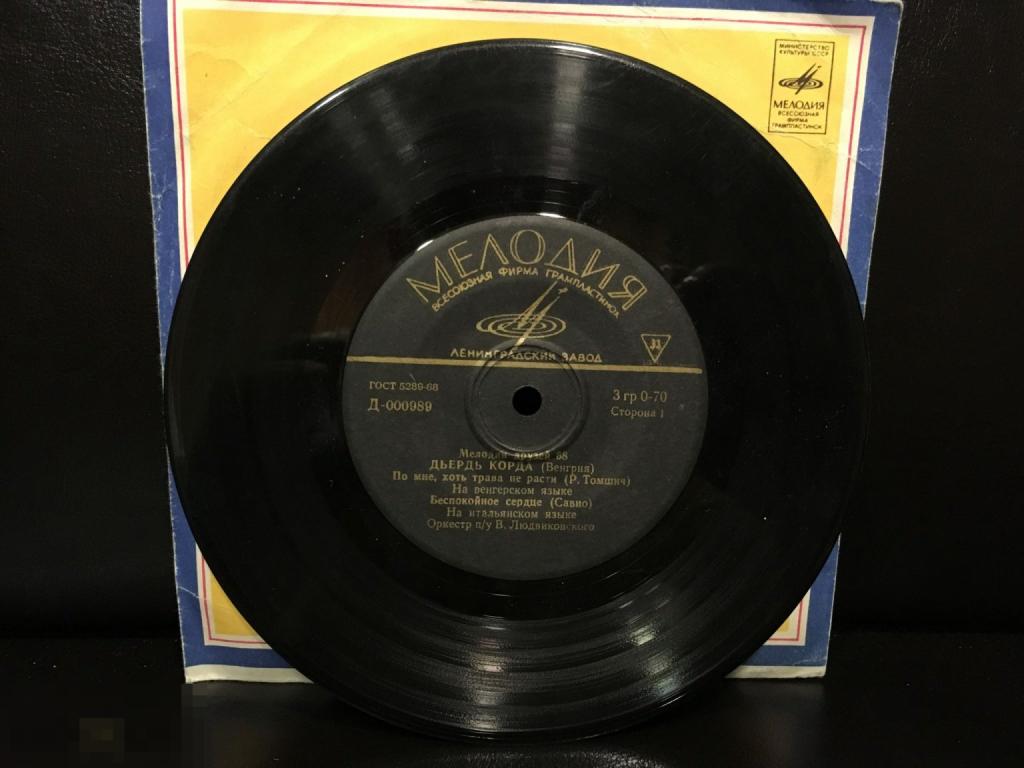 МИНИСТЕРСТВО
КУЛЬТУРЫ СССР
МЕЛОДИЯ
ВСЕСОЮЗНАЯ
ФИРМА
ГРАМПЛАСТИНОК
МЕЛОДИЯ
ВСЕСОЮЗНАЯ ФИРМА ГРАМПЛАСТИНОК
ЛЕНИНГРАДСКИЙ ЗАВОД
33
ГОСТ 5289-68
Д-000989
3 гр 0-70
Сторона 1
Мелодии друзей 68
ДЬЕРДЬ КОРДА (Венгрия)
По мне, хоть трава не расти (Р. Томшич)
На венгерском языке
Беспокойное сердце (Савио)
На итальянском языке
Оркестр п/у В. Людвиковского